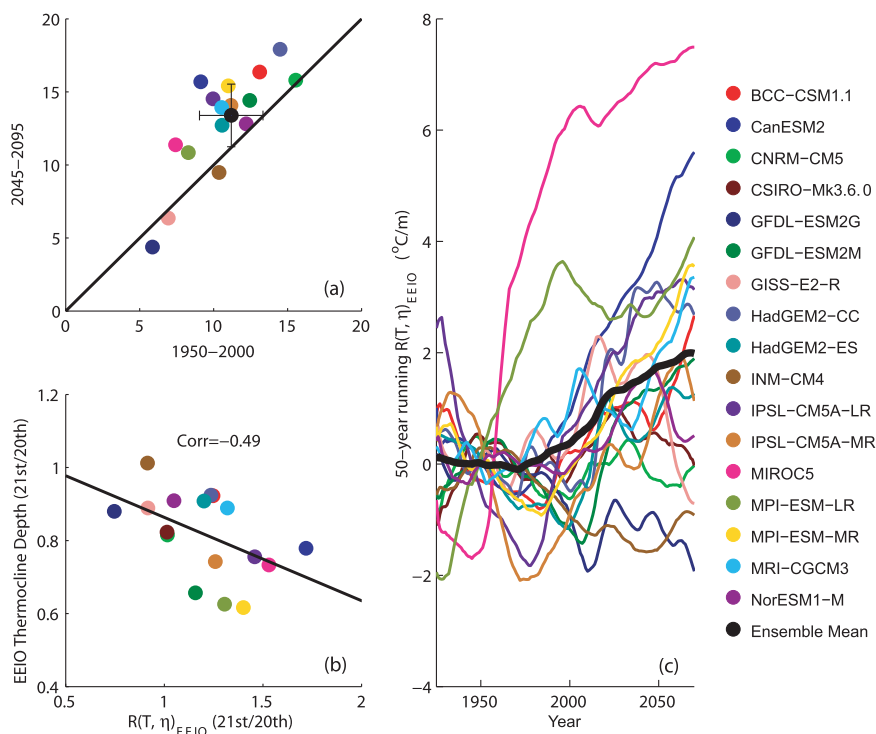 20
15
10
5
0
2045−2095
0
5
10
15
20
1950−2000
(a)
1.2
1
0.8
0.6
0.4
EEIO Thermocline Depth (21st/20th)
Corr=−0.49
0.5
1
1.5
2
R(T, η)EEIO (21st/20th)
(b)
8
6
4
2
0
−2
−4
50−year running R(T, η)EEIO (°C/m)
1950
2000
2050
Year
(c)
BCC−CSM1.1
CanESM2
CNRM−CM5
CSIRO−Mk3.6.0
GFDL−ESM2G
GFDL−ESM2M
GISS−E2−R
HadGEM2−CC
HadGEM2−ES
INM−CM4
IPSL−CM5A−LR
IPSL−CM5A−MR
MIROC5
MPI−ESM−LR
MPI−ESM−MR
MRI−CGCM3
NorESM1−M
Ensemble Mean